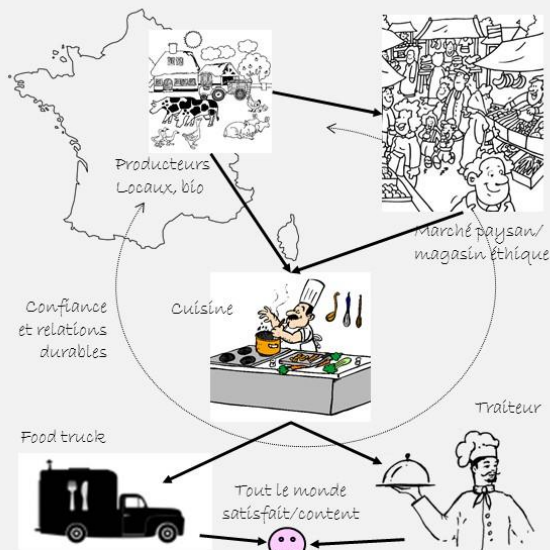 Producteurs
Locaux, bio
Marché paysan/
magasin éthique
Confiance
et relations
durables
Cuisine
Traiteur
Food truck
Tout le monde
satisfait/content